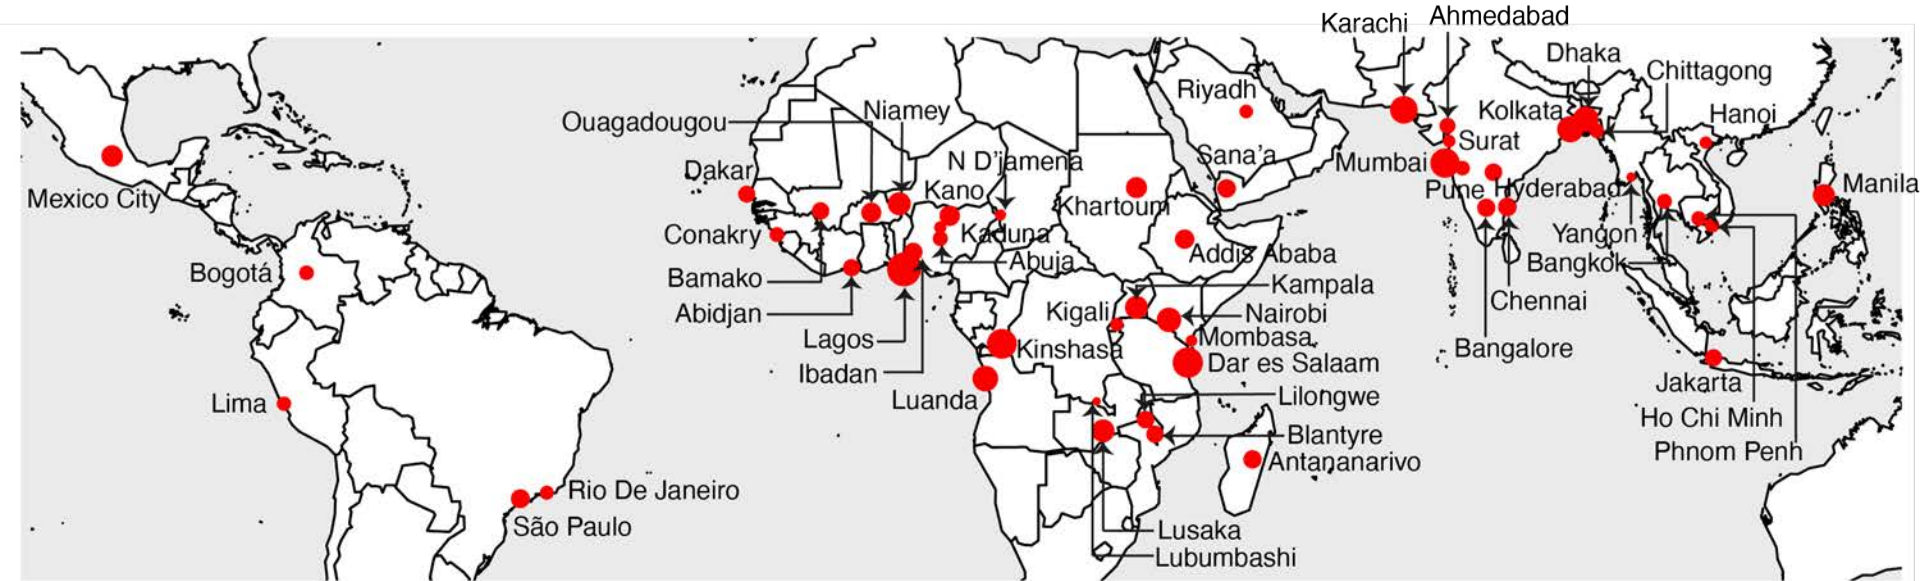 Karachi
Ahmedabad
Dhaka
Chittagong
Riyadh
Niamey
Kolkata
Hanoi
Ouagadougou
Surat
Sana'a
N D'jamena
Mumbai
Dakar
Manila
Kano
Pune
Hyderabad
Mexico City
Khartoum
Conakry
Kaduna
Yangon
Addis Ababa
Abuja
Bangkok
Bogotá
Bamako
Kampala
Chennai
Abidjan
Kigali
Nairobi
Mombasa
Lagos
Kinshasa
Bangalore
Dar es Salaam
Ibadan
Jakarta
Luanda
Lilongwe
Lima
Ho Chi Minh
Blantyre
Phnom Penh
Antananarivo
Rio De Janeiro
São Paulo
Lusaka
Lubumbashi